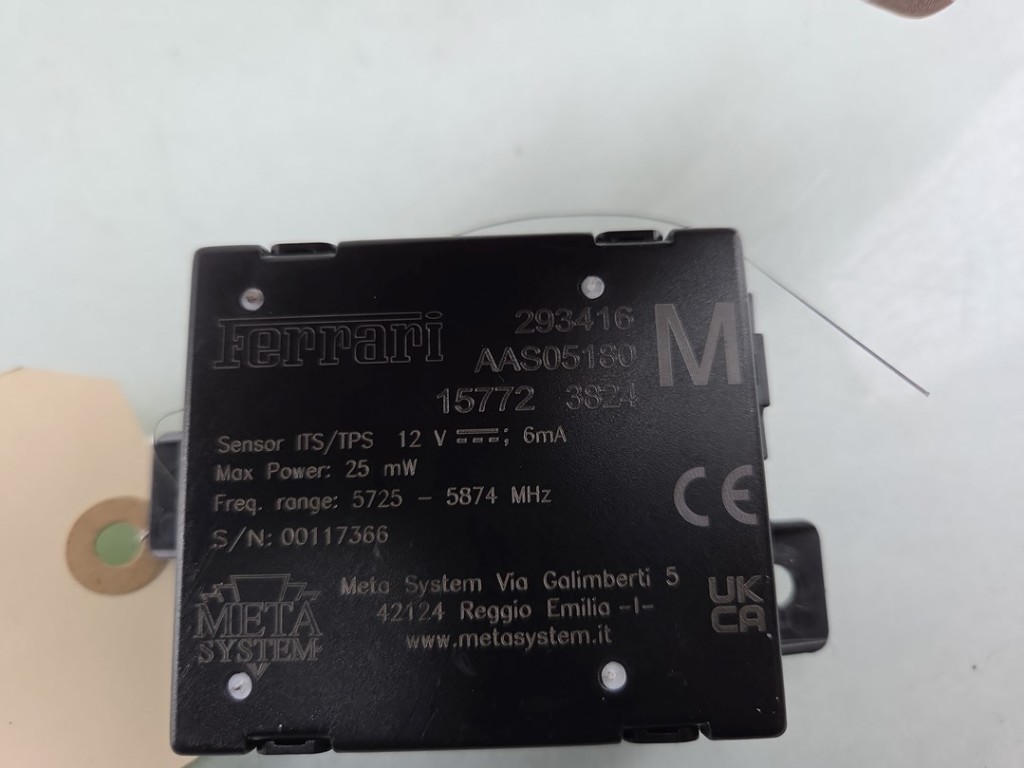 Ferrari 293416 M
AAS05180
15772 3824
Sensor ITS/TPS 12 V ; 6mA
Max Power: 25 mW
Freq. range: 5725 - 5874 MHz
S/N: 00117366
CE
META
SYSTEM
Meta System Via Galimberti 5
42124 Reggio Emilia -I-
www.metasystem.it
UK
CA